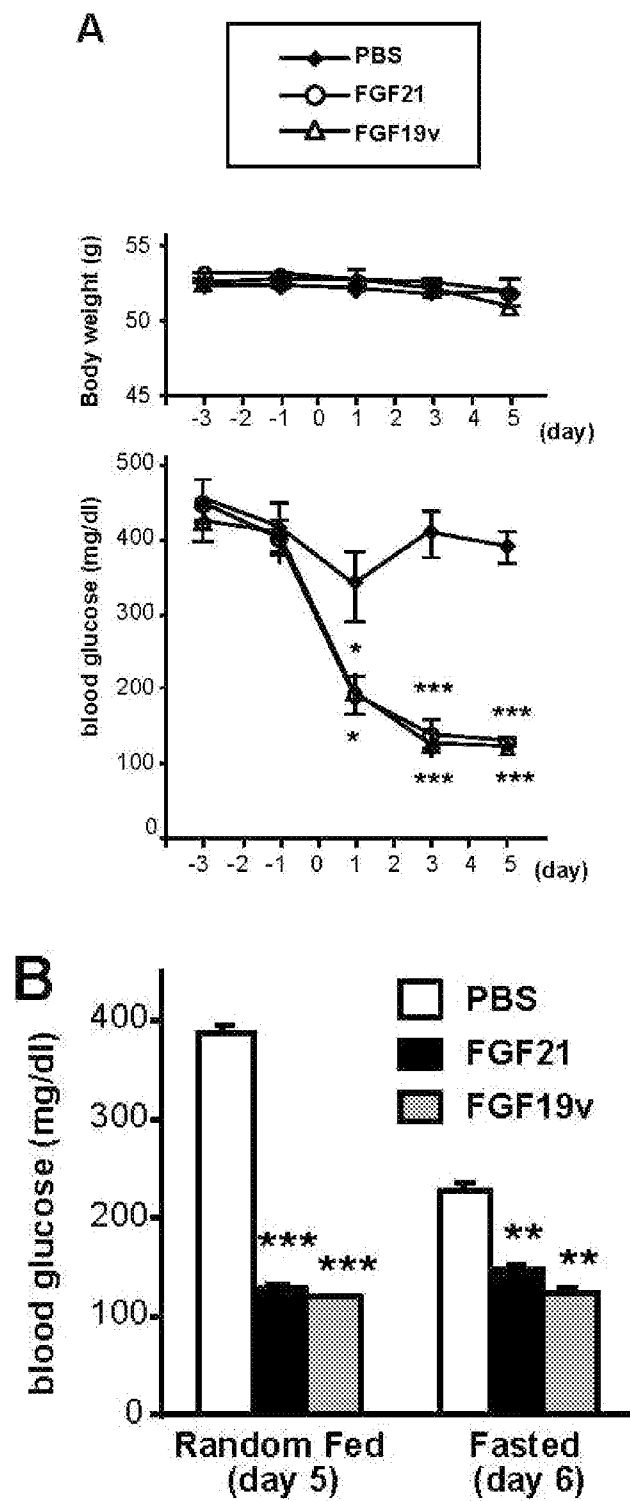 A
PBS
FGF21
FGF19v
Body weight (g)
55
50
45
-3 -2 -1 0 1 2 3 4 5
(day)
blood glucose (mg/dl)
500
400
300
200
100
0
*
*
***
***
***
***
-3 -2 -1 0 1 2 3 4 5
(day)
B
PBS
FGF21
FGF19v
blood glucose (mg/dl)
400
300
200
100
0
***
***
**
**
Random Fed
(day 5)
Fasted
(day 6)